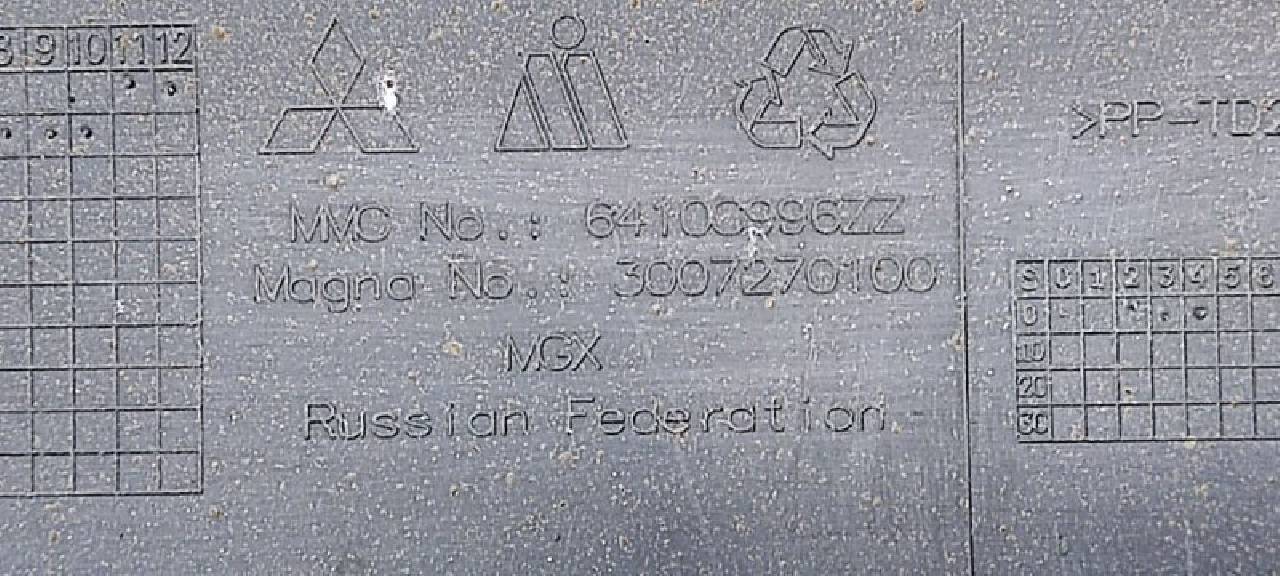 8 9 10 11 12
>PP-TD2
MMC No.: 6410C996ZZ
Magna No.: 3007270100
S 0 1 2 3 4 5 6
0
10
20
30
MGX
Russian Federation